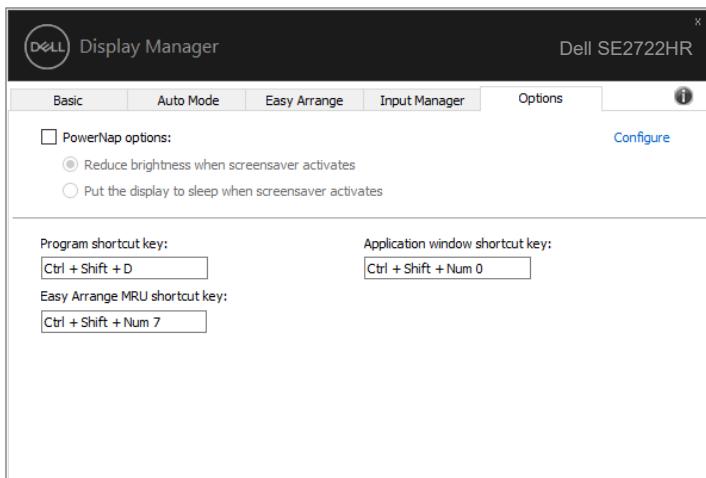 x
DELL Display Manager Dell SE2722HR
Basic Auto Mode Easy Arrange Input Manager Options i
PowerNap options: Configure
Reduce brightness when screensaver activates
Put the display to sleep when screensaver activates
Program shortcut key: Application window shortcut key:
Ctrl + Shift + D Ctrl + Shift + Num 0
Easy Arrange MRU shortcut key:
Ctrl + Shift + Num 7